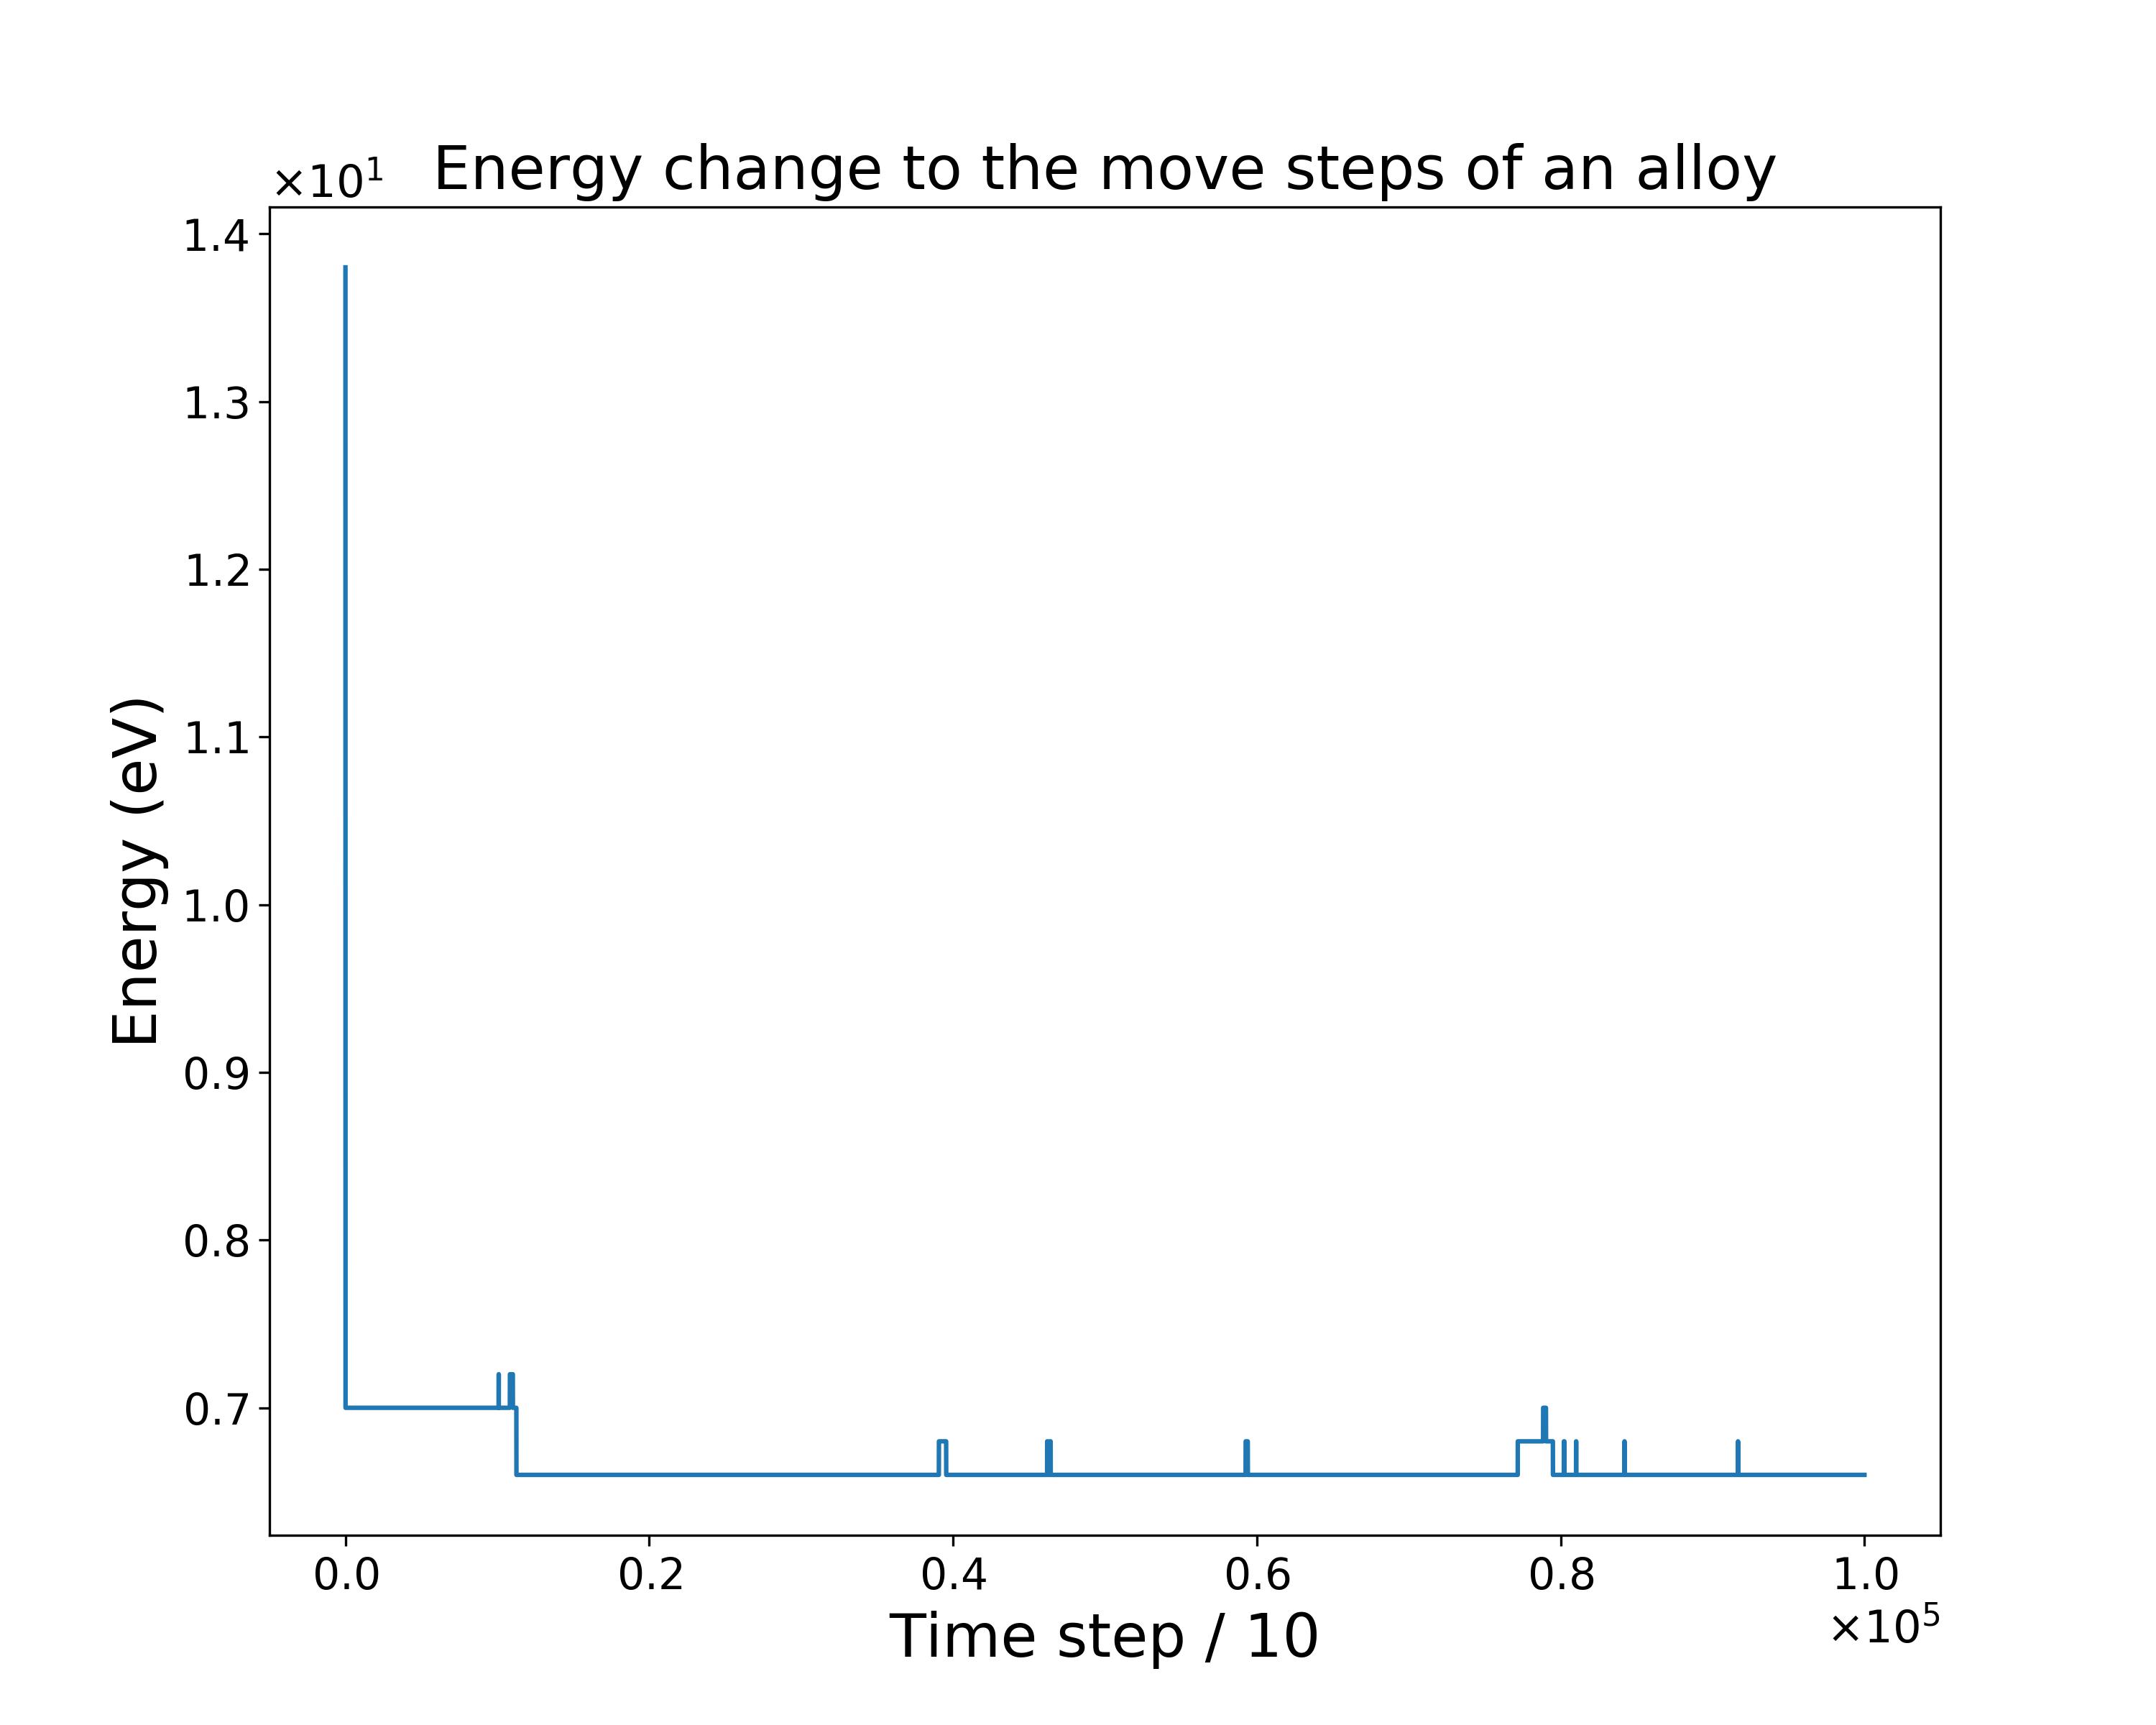 Energy change to the move steps of an alloy
×10¹
1.4
1.3
1.2
1.1
1.0
0.9
0.8
0.7
Energy (eV)
0.0 0.2 0.4 0.6 0.8 1.0
×10⁵
Time step / 10